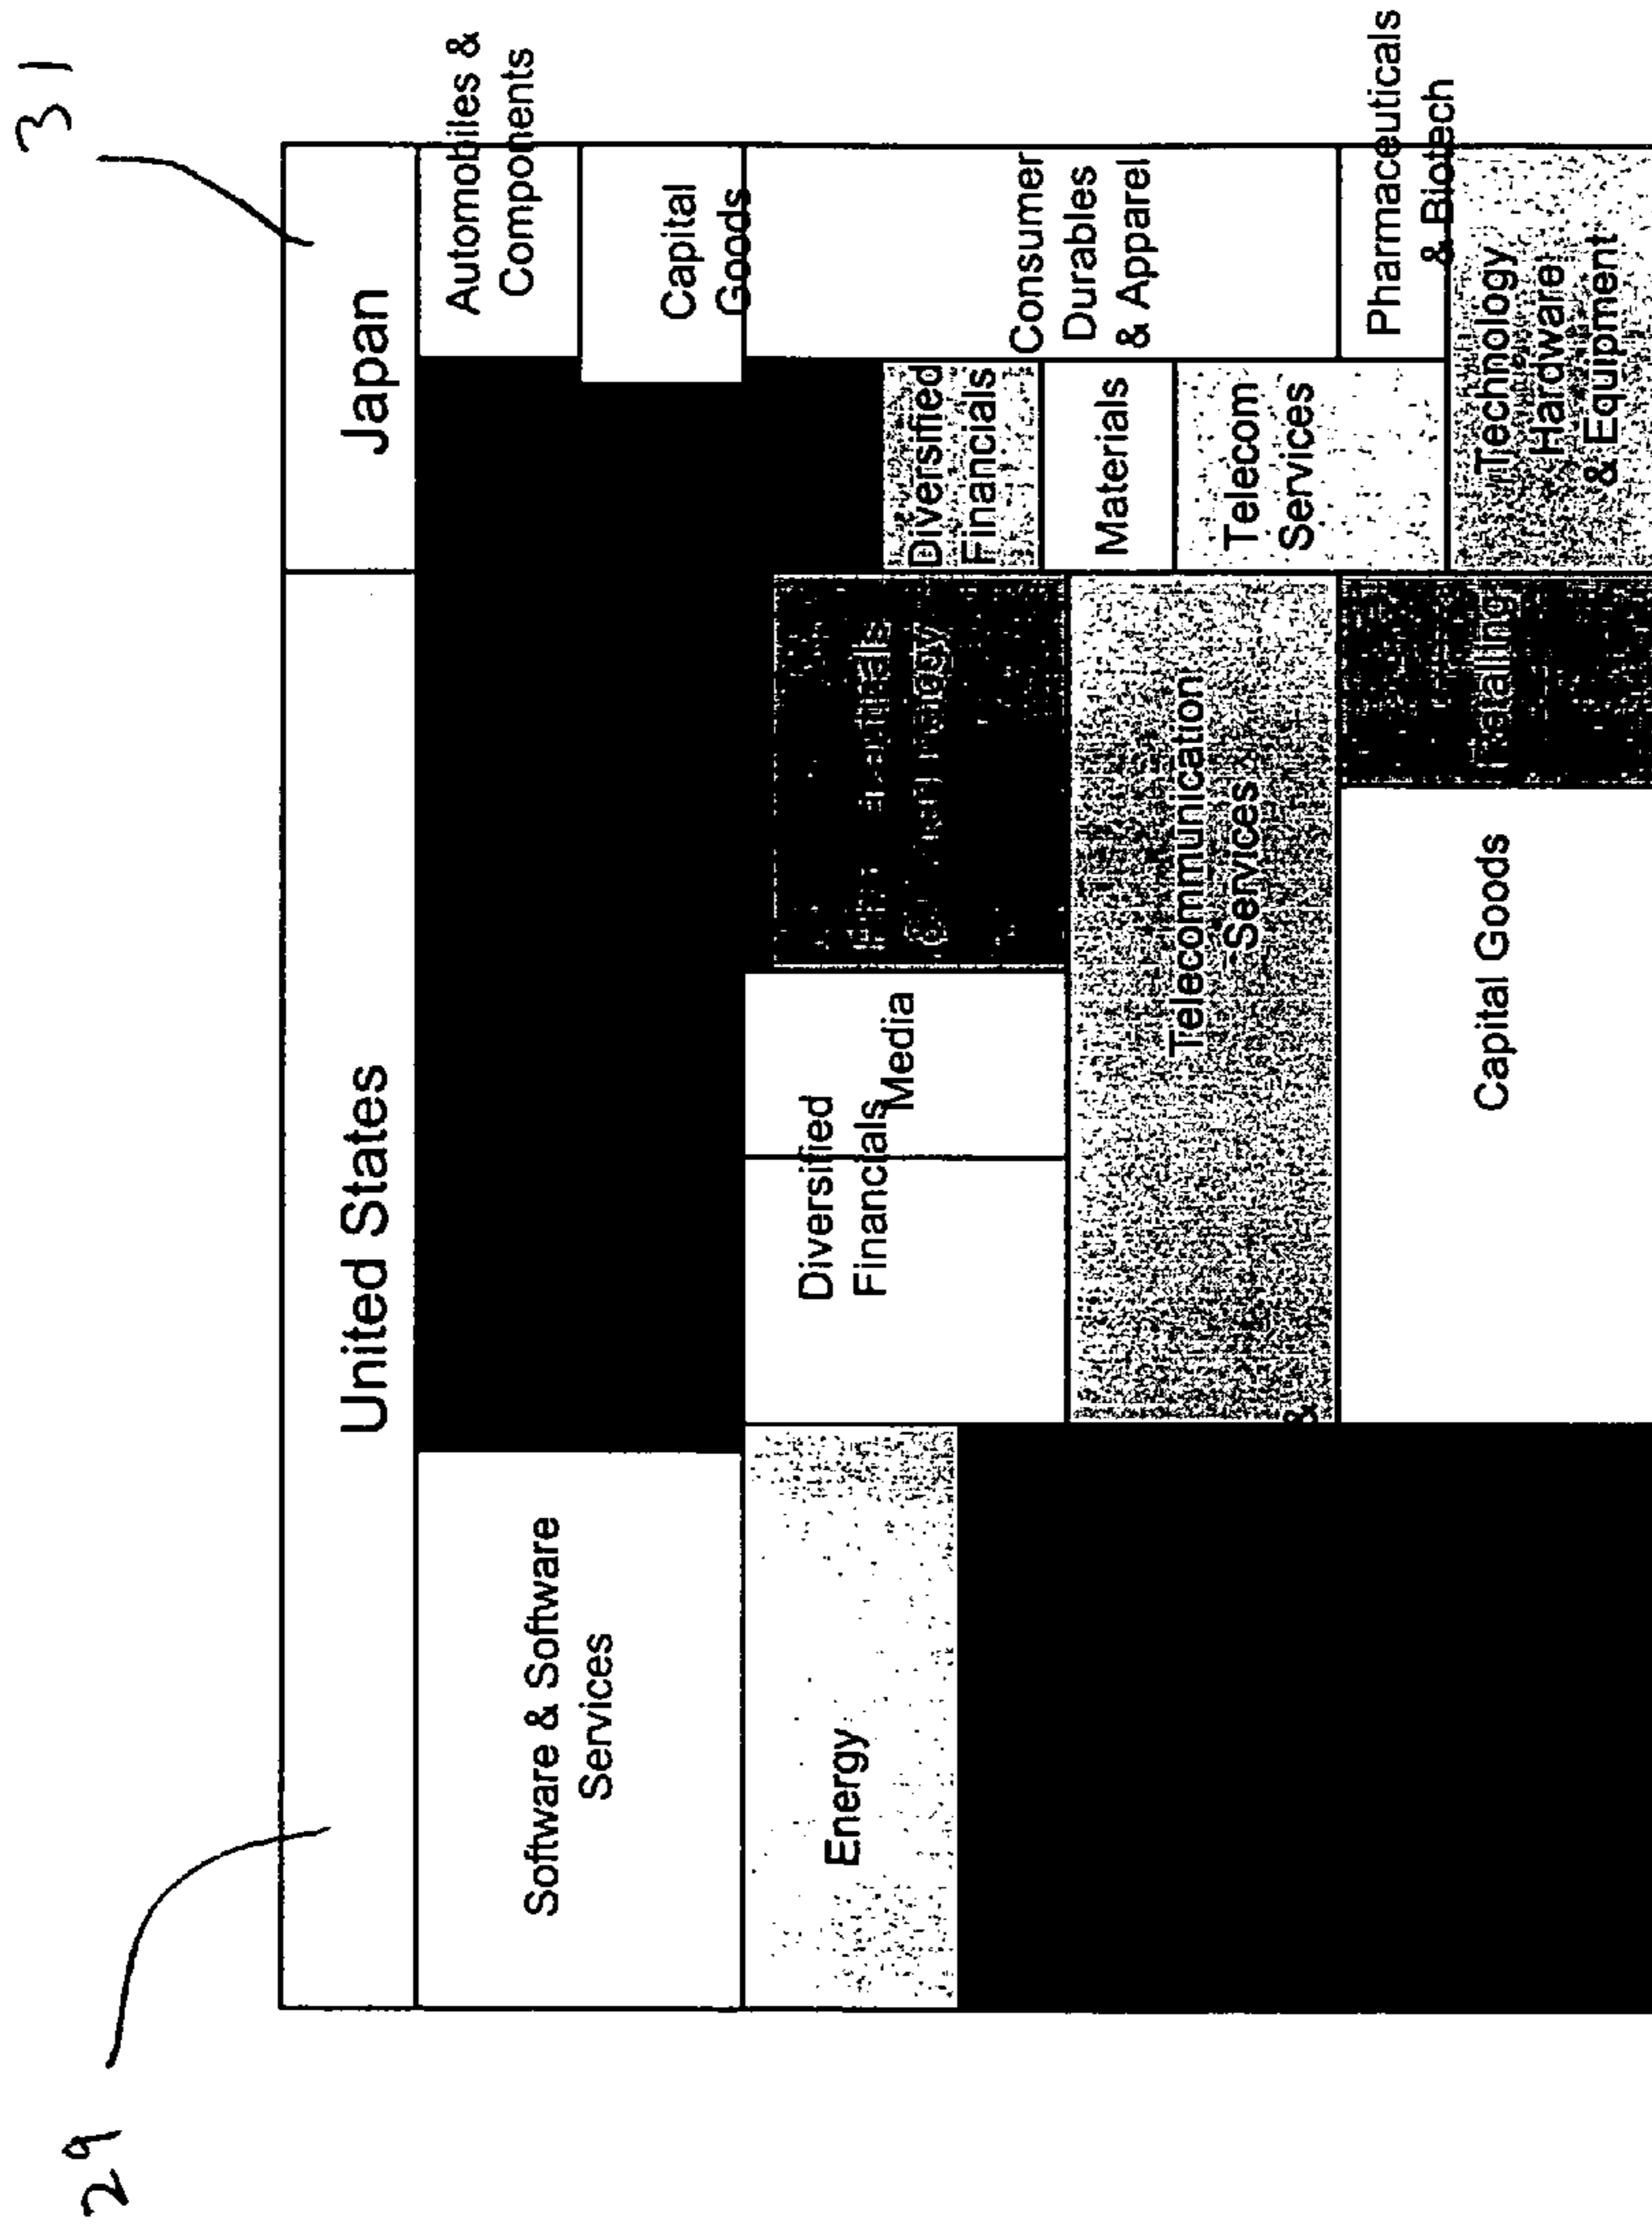 29
31
United States
Japan
Software & Software
Services
Automobiles &
Components
Capital
Goods
Energy
Diversified
Financials
Media
&
Diversified
Financials
Consumer
Durables
& Apparel
Materials
Telecommunication
Services
&
Telecom
Services
Pharmaceuticals
& Biotech
Capital Goods
Retailing
Technology
Hardware
& Equipment